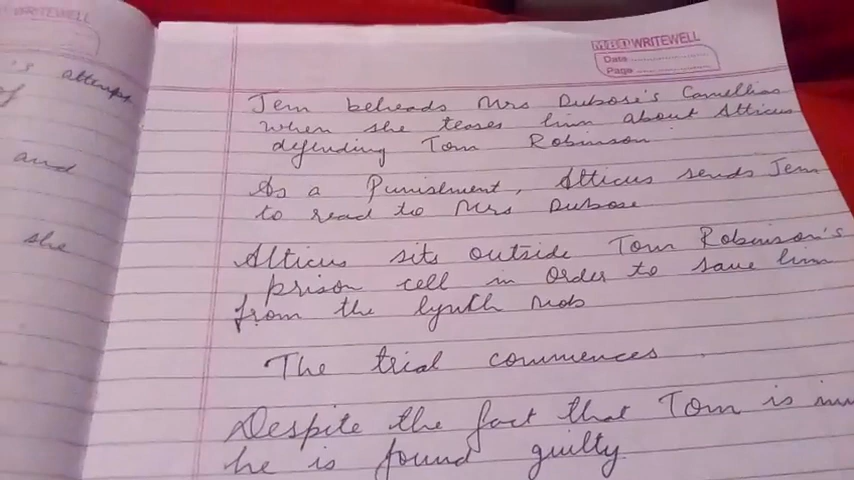 WRITEWELL
's attempt
of
and
she
MBD WRITEWELL
Date
Page
Jem beheads Mrs Dubose's Camellias
when she teases him about Atticus
defending Tom Robinson
As a Punishment, Atticus sends Jem
to read to Mrs Dubose
Atticus sits outside Tom Robinson's
prison cell in order to save him
from the lynch mob
The trial commences
Despite the fact that Tom is
he is found guilty